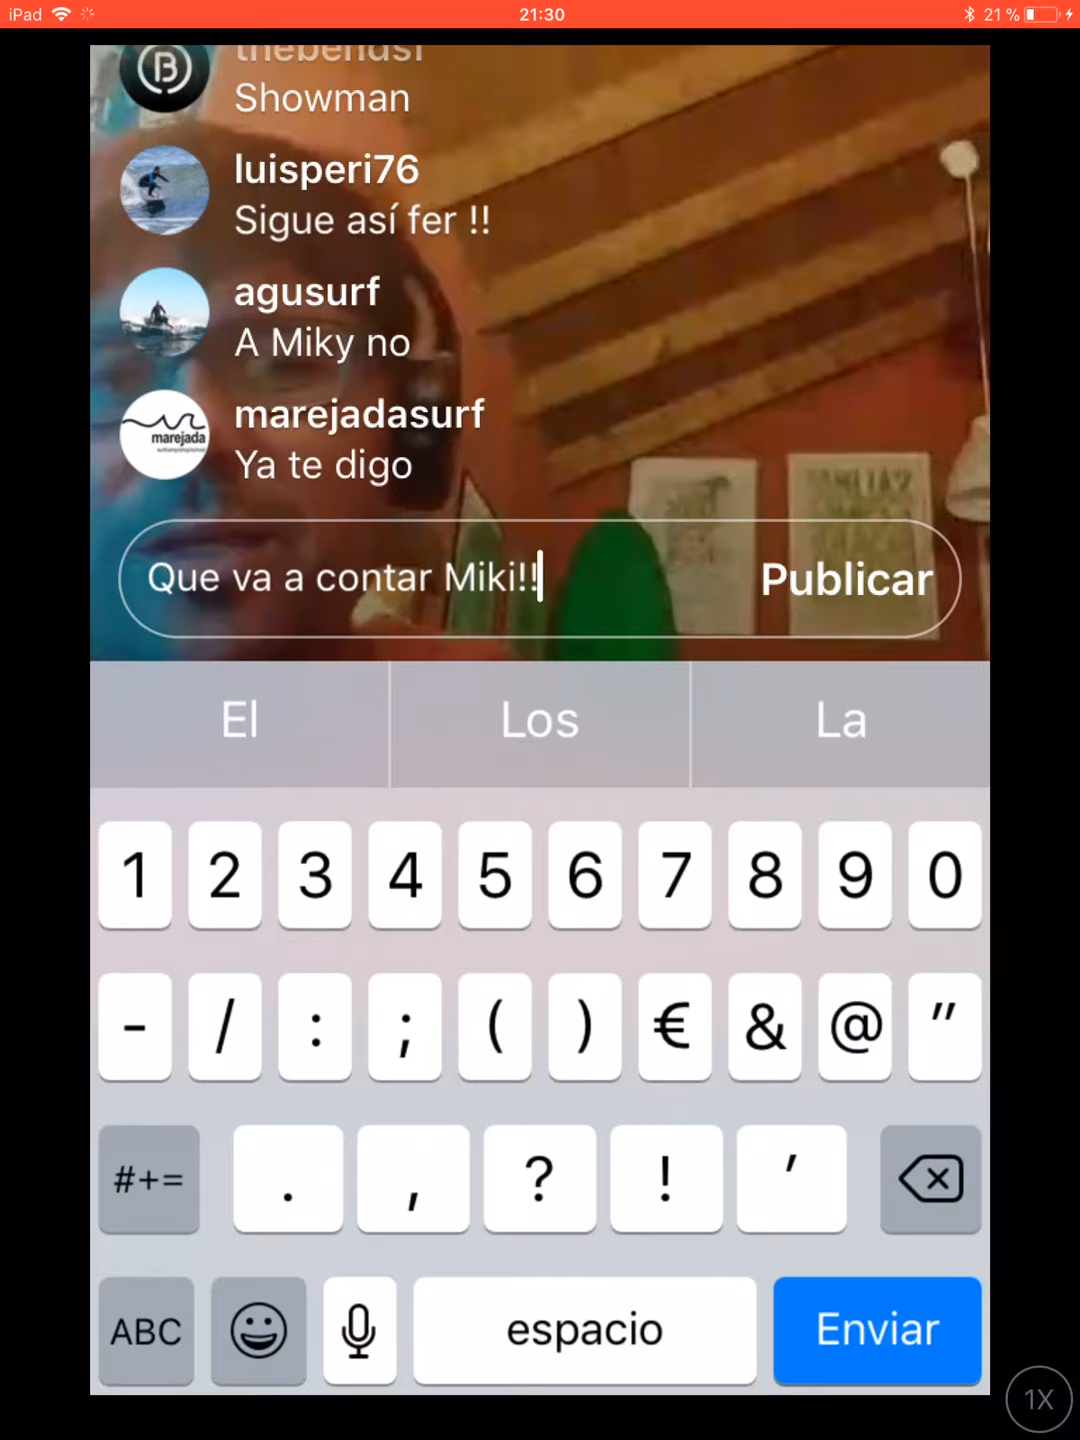 iPad 21:30 21 %
thebendsf
Showman
luisperi76
Sigue así fer !!
agusurf
A Miky no
marejada
marejadasurf
Ya te digo
Que va a contar Miki!! Publicar
El Los La
1 2 3 4 5 6 7 8 9 0
- / : ; ( ) € & @ "
#+= . , ? ! '
ABC espacio Enviar
1X